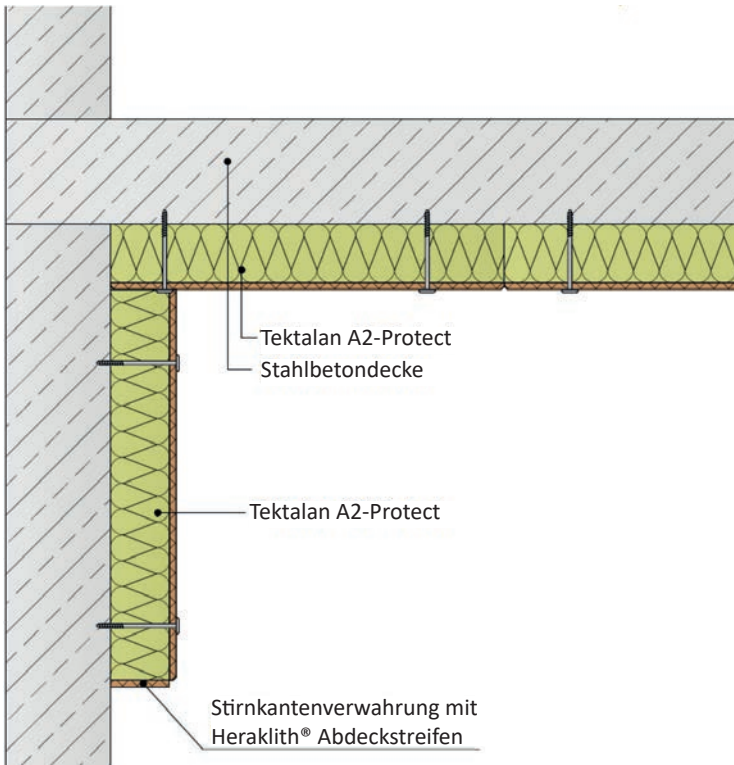 Tektalan A2-Protect
Stahlbetondecke
Tektalan A2-Protect
Stirnkantenverwahrung mit
Heraklith® Abdeckstreifen